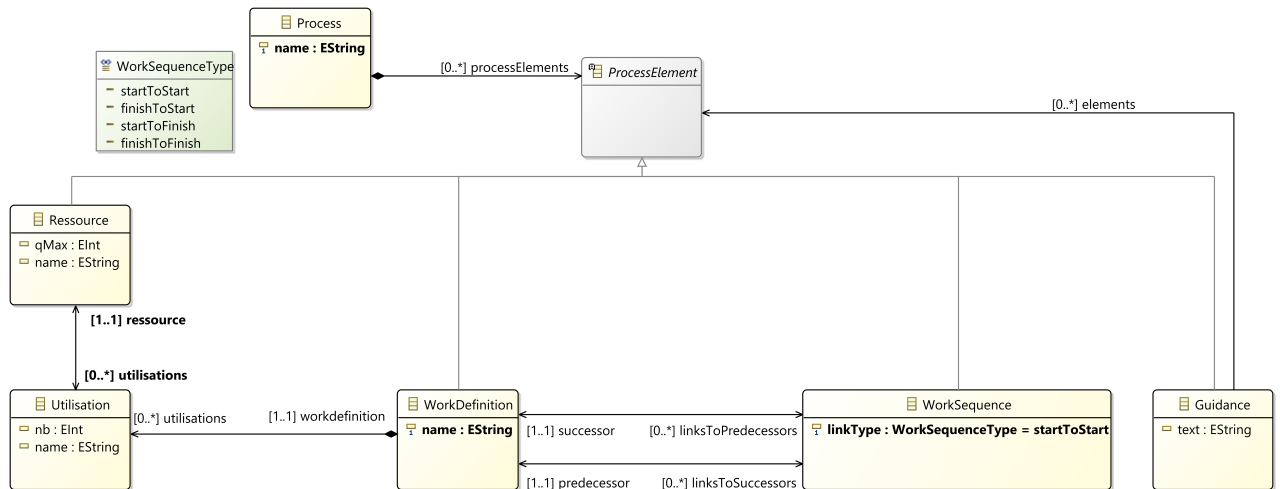 Process
name : EString
WorkSequenceType
startToStart
finishToStart
startToFinish
finishToFinish
[0..*] processElements
ProcessElement
[0..*] elements
Ressource
qMax : EInt
name : EString
[1..1] ressource
[0..*] utilisations
Utilisation
nb : EInt
name : EString
[0..*] utilisations
[1..1] workdefinition
WorkDefinition
name : EString
[1..1] successor
[0..*] linksToPredecessors
[1..1] predecessor
[0..*] linksToSuccessors
WorkSequence
linkType : WorkSequenceType = startToStart
Guidance
text : EString